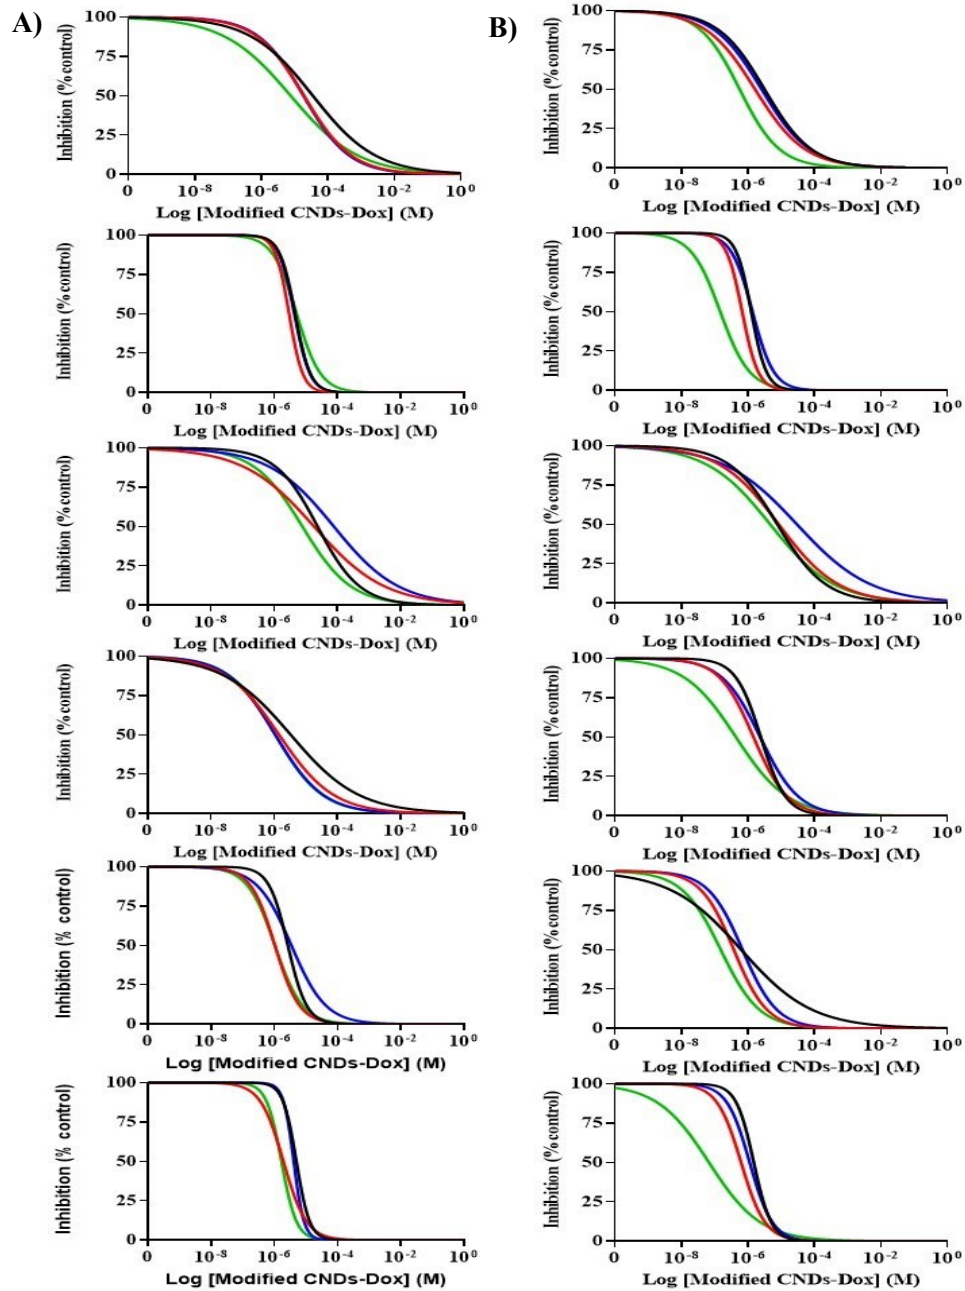 A)
B)
Inhibition (%control)
100
75
50
25
0
0 10⁻⁸ 10⁻⁶ 10⁻⁴ 10⁻² 10⁰
Log [Modified CNDs-Dox] (M)
Inhibition (%control)
100
75
50
25
0
0 10⁻⁸ 10⁻⁶ 10⁻⁴ 10⁻² 10⁰
Log [Modified CNDs-Dox] (M)
Inhibition (%control)
100
75
50
25
0
0 10⁻⁸ 10⁻⁶ 10⁻⁴ 10⁻² 10⁰
Log [Modified CNDs-Dox] (M)
Inhibition (%control)
100
75
50
25
0
0 10⁻⁸ 10⁻⁶ 10⁻⁴ 10⁻² 10⁰
Log [Modified CNDs-Dox] (M)
Inhibition (%control)
100
75
50
25
0
0 10⁻⁸ 10⁻⁶ 10⁻⁴ 10⁻² 10⁰
Log [Modified CNDs-Dox] (M)
Inhibition (%control)
100
75
50
25
0
0 10⁻⁸ 10⁻⁶ 10⁻⁴ 10⁻² 10⁰
Log [Modified CNDs-Dox] (M)
Inhibition (%control)
100
75
50
25
0
0 10⁻⁸ 10⁻⁶ 10⁻⁴ 10⁻² 10⁰
Log [Modified CNDs-Dox] (M)
Inhibition (%control)
100
75
50
25
0
0 10⁻⁸ 10⁻⁶ 10⁻⁴ 10⁻² 10⁰
Log [Modified CNDs-Dox] (M)
Inhibition (% control)
100
75
50
25
0
0 10⁻⁸ 10⁻⁶ 10⁻⁴ 10⁻² 10⁰
Log [Modified CNDs-Dox] (M)
Inhibition (%control)
100
75
50
25
0
0 10⁻⁸ 10⁻⁶ 10⁻⁴ 10⁻² 10⁰
Log [Modified CNDs-Dox] (M)
Inhibition (% control)
100
75
50
25
0
0 10⁻⁸ 10⁻⁶ 10⁻⁴ 10⁻² 10⁰
Log [Modified CNDs-Dox] (M)
Inhibition (%control)
100
75
50
25
0
0 10⁻⁸ 10⁻⁶ 10⁻⁴ 10⁻² 10⁰
Log [Modified CNDs-Dox] (M)